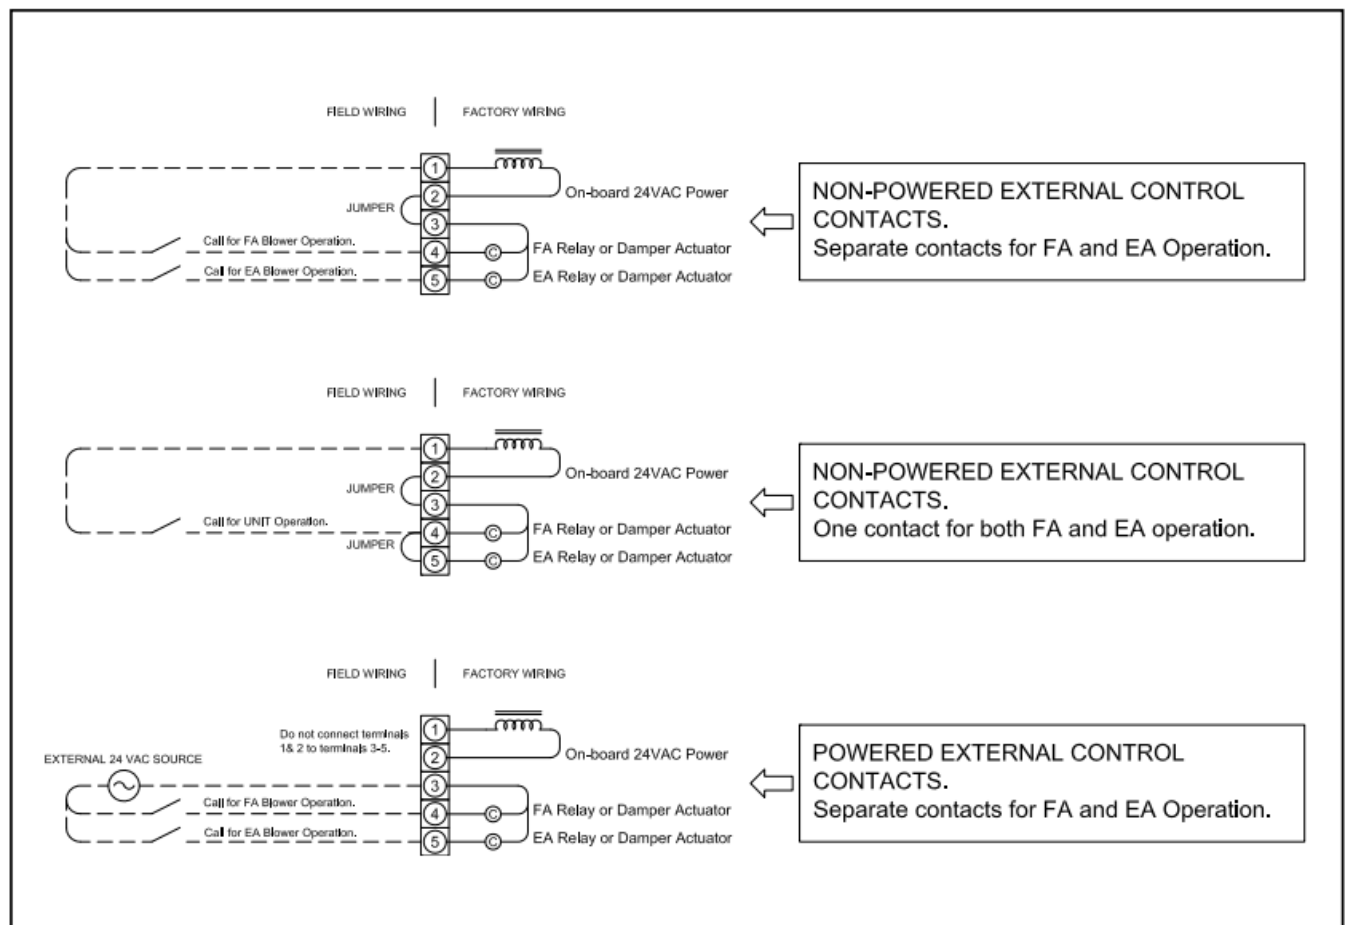 FIELD WIRING
FACTORY WIRING
1
2
On-board 24VAC Power
JUMPER
3
Call for FA Blower Operation.
4
C
FA Relay or Damper Actuator
Call for EA Blower Operation.
5
C
EA Relay or Damper Actuator
NON-POWERED EXTERNAL CONTROL
CONTACTS.
Separate contacts for FA and EA Operation.
FIELD WIRING
FACTORY WIRING
1
2
On-board 24VAC Power
JUMPER
3
Call for UNIT Operation.
4
C
FA Relay or Damper Actuator
JUMPER
5
C
EA Relay or Damper Actuator
NON-POWERED EXTERNAL CONTROL
CONTACTS.
One contact for both FA and EA operation.
FIELD WIRING
FACTORY WIRING
Do not connect terminals
1& 2 to terminals 3-5.
1
2
On-board 24VAC Power
EXTERNAL 24 VAC SOURCE
3
Call for FA Blower Operation.
4
C
FA Relay or Damper Actuator
Call for EA Blower Operation.
5
C
EA Relay or Damper Actuator
POWERED EXTERNAL CONTROL
CONTACTS.
Separate contacts for FA and EA Operation.